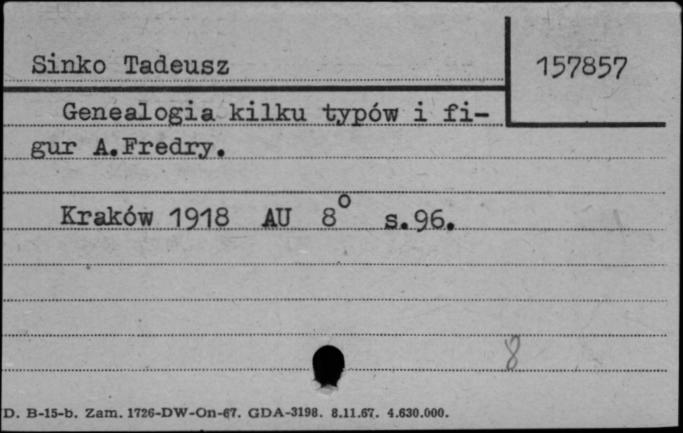 Sinko Tadeusz
157857
Genealogia kilku typów i fi-
gur A.Fredry.
Kraków 1918 AU 8° s.96.
8
D. B-15-b. Zam. 1726-DW-On-67. GDA-3198. 8.11.67. 4.630.000.